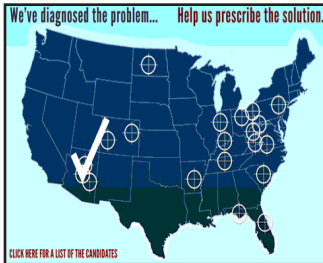 We've diagnosed the problem... Help us prescribe the solution.
CLICK HERE FOR A LIST OF THE CANDIDATES